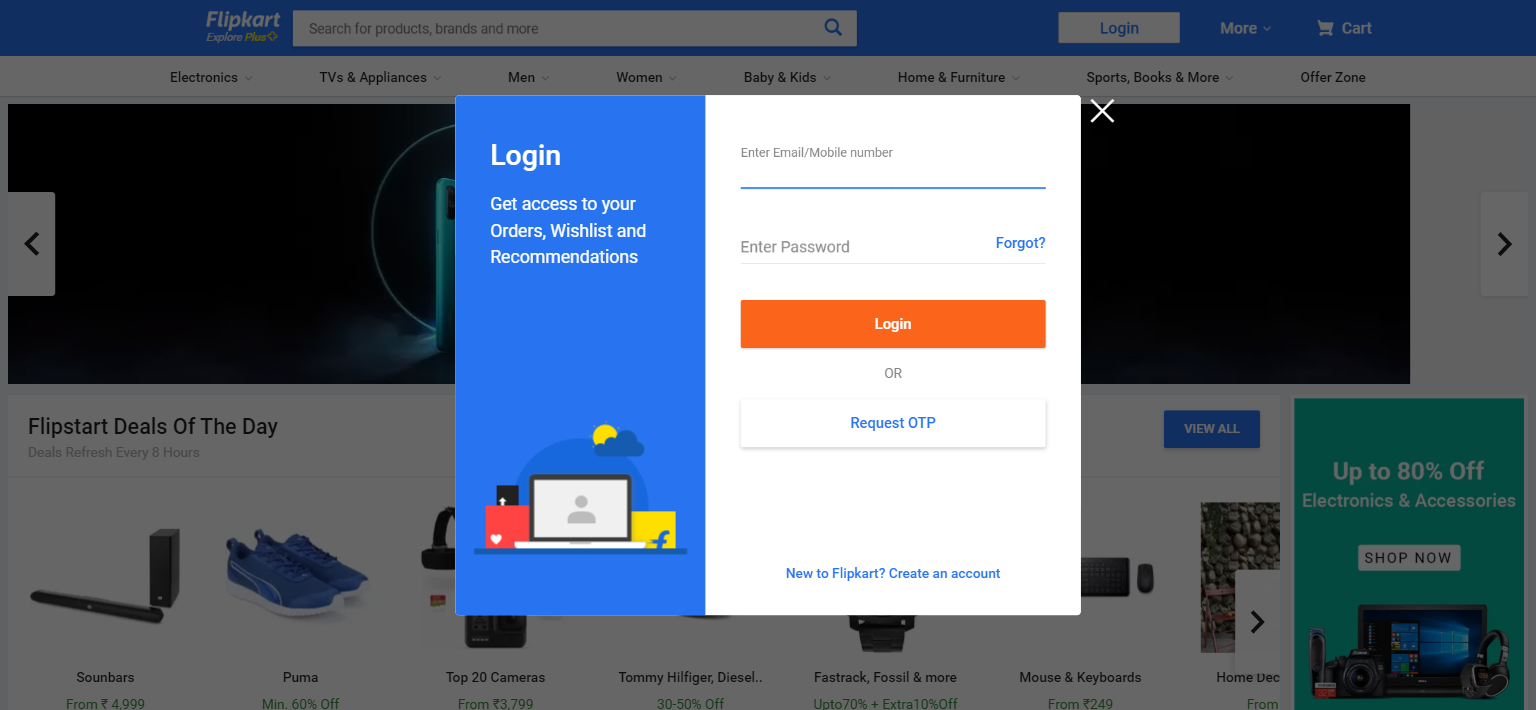 Flipkart
Explore Plus
Search for products, brands and more
Login
More
Cart
Electronics
TVs & Appliances
Men
Women
Baby & Kids
Home & Furniture
Sports, Books & More
Offer Zone
Login
Get access to your
Orders, Wishlist and
Recommendations
Enter Email/Mobile number
Enter Password
Forgot?
Login
OR
Request OTP
New to Flipkart? Create an account
Flipstart Deals Of The Day
Deals Refresh Every 8 Hours
VIEW ALL
Sounbars
From ₹ 4,999
Puma
Min. 60% Off
Top 20 Cameras
From ₹3,799
Tommy Hilfiger, Diesel..
30-50% Off
Fastrack, Fossil & more
Upto70% + Extra10%Off
Mouse & Keyboards
From ₹249
Home Dec
From
Up to 80% Off
Electronics & Accessories
SHOP NOW